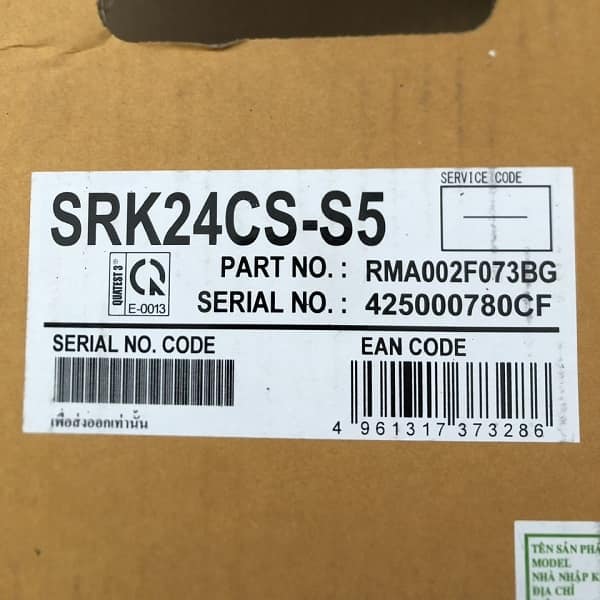 SERVICE CODE
SRK24CS-S5
QUATEST 3®
E-0013
PART NO. : RMA002F073BG
SERIAL NO. : 425000780CF
SERIAL NO. CODE
EAN CODE
4 961317 373286
เพื่อส่งออกเท่านั้น
TÊN SẢN PHẨ
MODEL
NHÀ NHẬP K
ĐỊA CHỈ